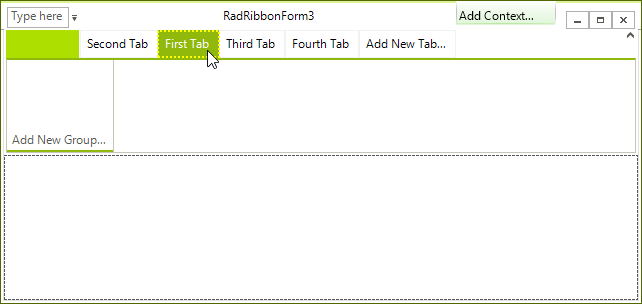 Type here RadRibbonForm3 Add Context...
Second Tab First Tab Third Tab Fourth Tab Add New Tab...
Add New Group...